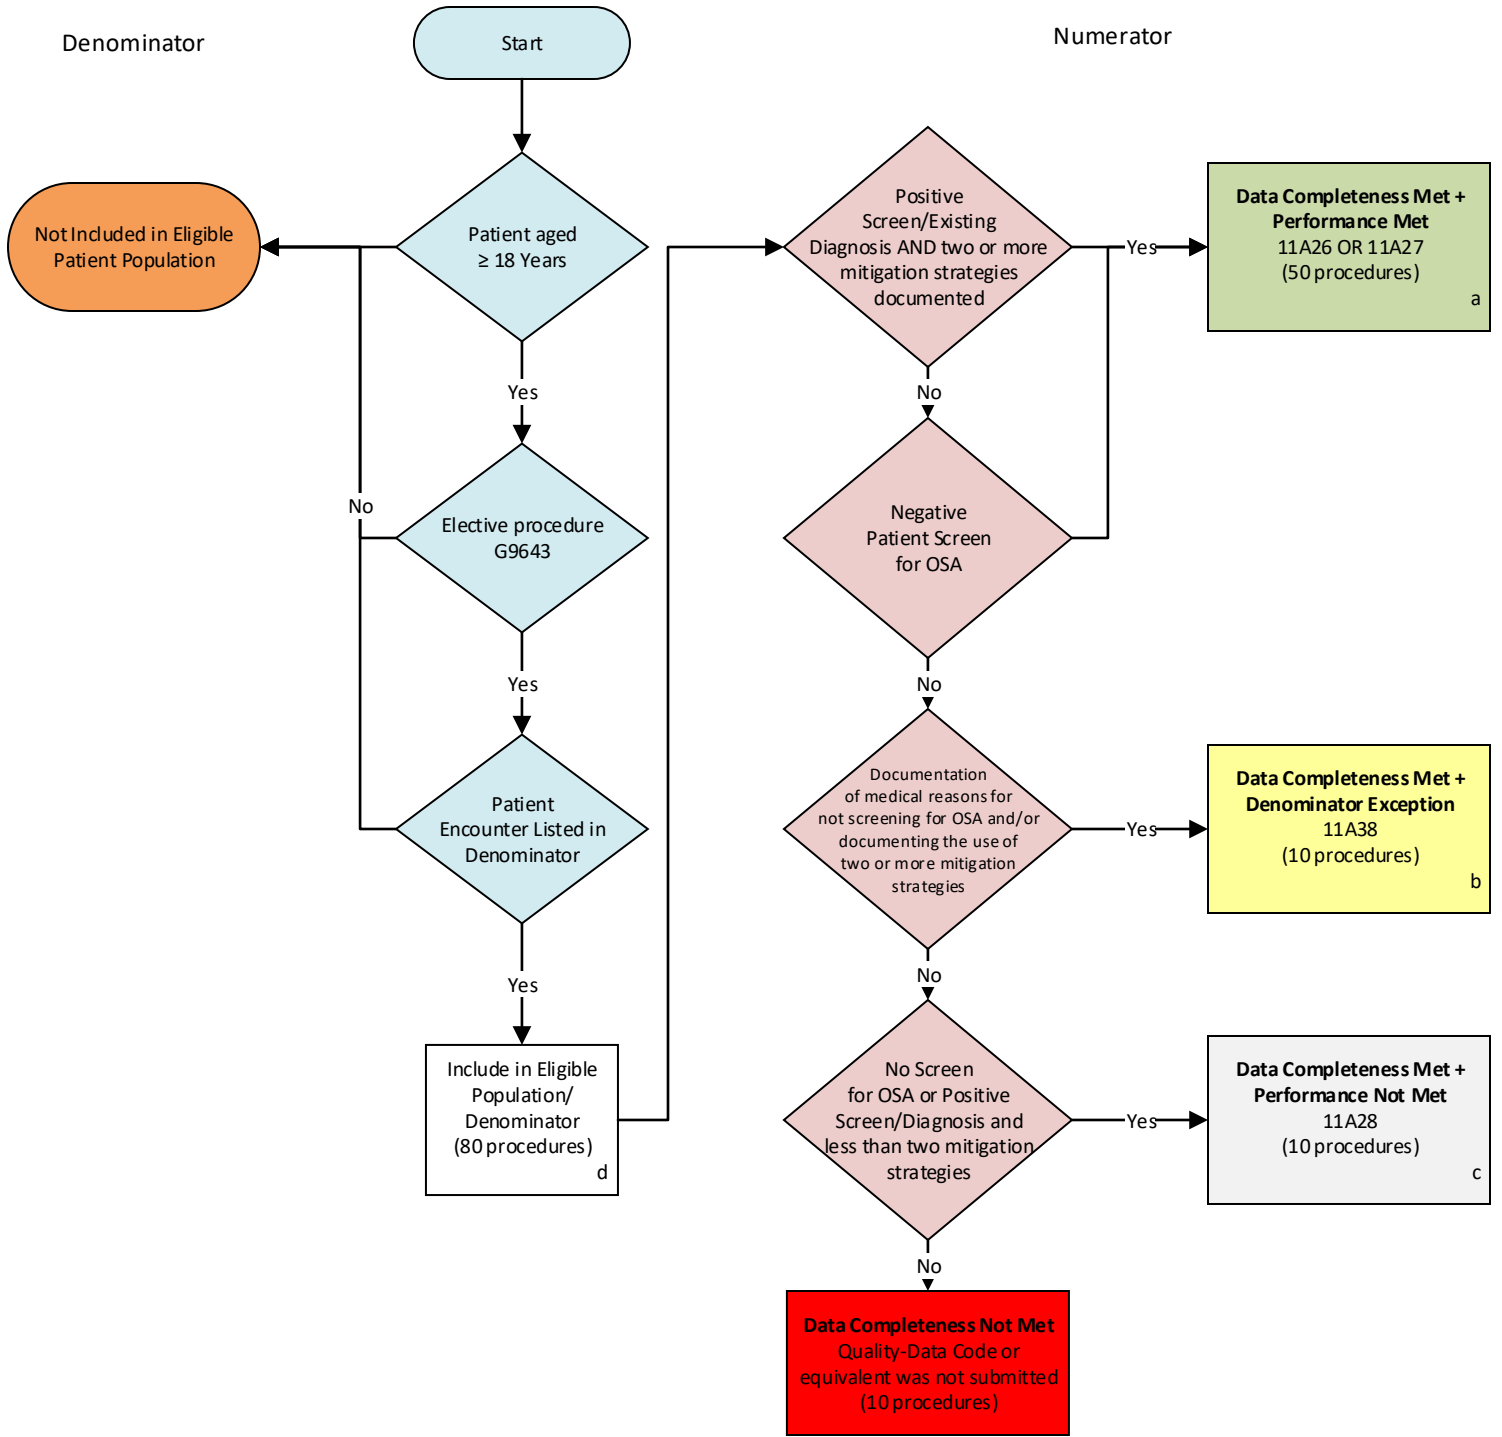 Denominator
Start
Numerator
Not Included in Eligible
Patient Population
Patient aged
≥ 18 Years
Yes
Elective procedure
G9643
No
Yes
Patient
Encounter Listed in
Denominator
Yes
Include in Eligible
Population/
Denominator
(80 procedures)
d
Positive
Screen/Existing
Diagnosis AND two or more
mitigation strategies
documented
Yes
Data Completeness Met +
Performance Met
11A26 OR 11A27
(50 procedures)
a
No
Negative
Patient Screen
for OSA
No
Documentation
of medical reasons for
not screening for OSA and/or
documenting the use of
two or more mitigation
strategies
Yes
Data Completeness Met +
Denominator Exception
11A38
(10 procedures)
b
No
No Screen
for OSA or Positive
Screen/Diagnosis and
less than two mitigation
strategies
Yes
Data Completeness Met +
Performance Not Met
11A28
(10 procedures)
c
No
Data Completeness Not Met
Quality-Data Code or
equivalent was not submitted
(10 procedures)